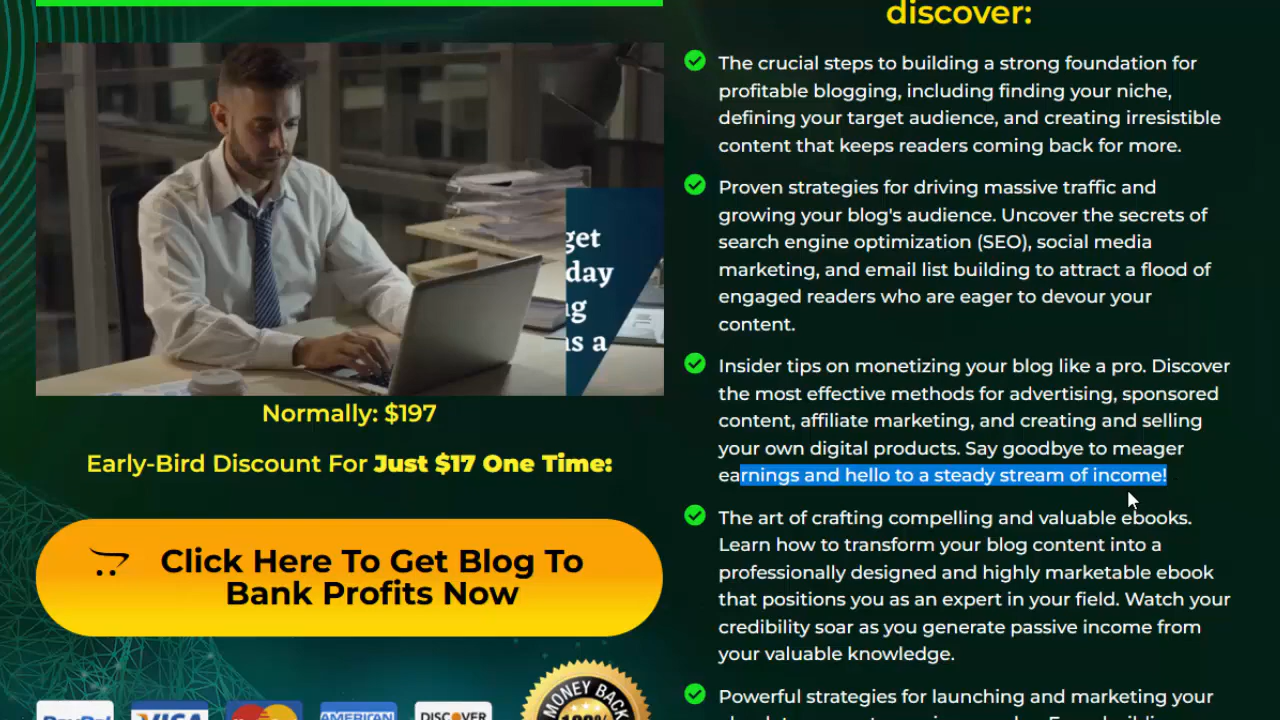 get
day
Normally: $197
Early-Bird Discount For Just $17 One Time:
Click Here To Get Blog To
Bank Profits Now
VISA
AMERICAN
MONEY BACK
discover:
The crucial steps to building a strong foundation for
profitable blogging, including finding your niche,
defining your target audience, and creating irresistible
content that keeps readers coming back for more.
Proven strategies for driving massive traffic and
growing your blog's audience. Uncover the secrets of
search engine optimization (SEO), social media
marketing, and email list building to attract a flood of
engaged readers who are eager to devour your
content.
Insider tips on monetizing your blog like a pro. Discover
the most effective methods for advertising, sponsored
content, affiliate marketing, and creating and selling
your own digital products. Say goodbye to meager
earnings and hello to a steady stream of income!
The art of crafting compelling and valuable ebooks.
Learn how to transform your blog content into a
professionally designed and highly marketable ebook
that positions you as an expert in your field. Watch your
credibility soar as you generate passive income from
your valuable knowledge.
Powerful strategies for launching and marketing your